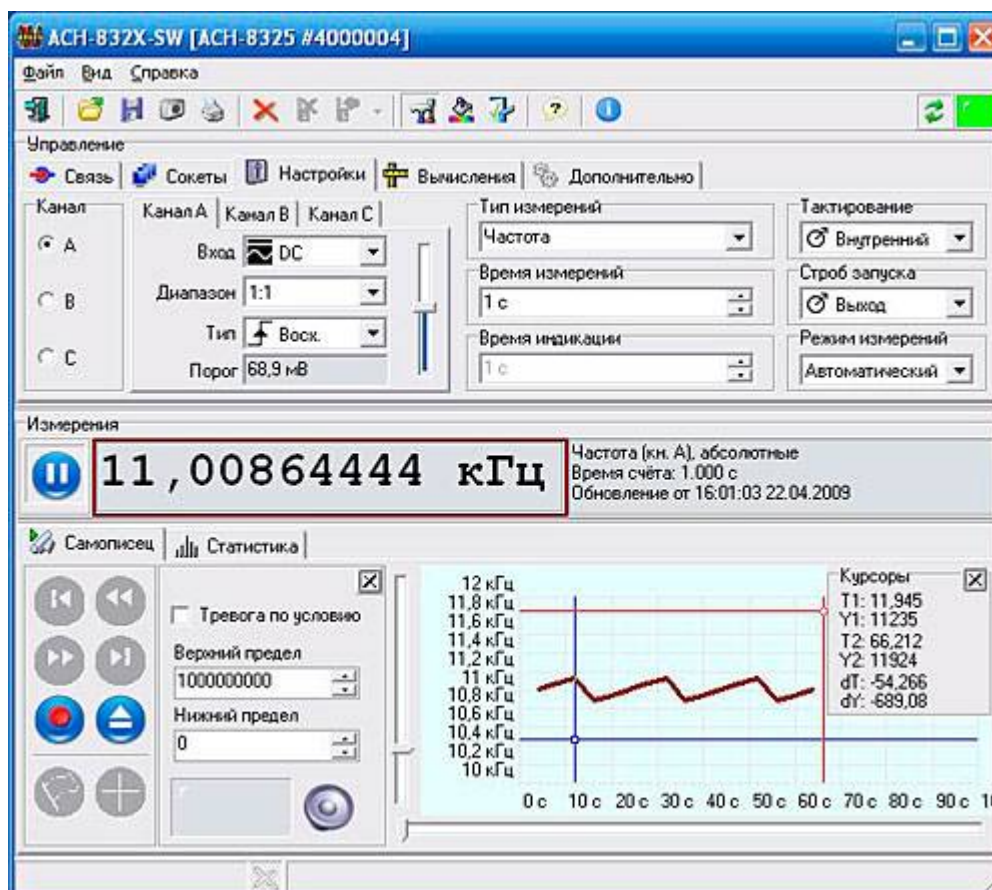 ACH-832X-SW [ACH-8325 #4000004]
Файл Вид Справка
Управление
Связь Сокеты Настройки Вычисления Дополнительно
Канал
A
B
C
Канал A Канал B Канал C
Вход DC
Диапазон 1:1
Тип Восх.
Порог 68,9 мВ
Тип измерений
Частота
Время измерений
1 с
Время индикации
1 с
Тактирование
Внутренний
Строб запуска
Выход
Режим измерений
Автоматический
Измерения
11,00864444 кГц
Частота (кн. A), абсолютные
Время счёта: 1.000 с
Обновление от 16:01:03 22.04.2009
Самописец Статистика
Тревога по условию
Верхний предел
1000000000
Нижний предел
0
12 кГц
11,8 кГц
11,6 кГц
11,4 кГц
11,2 кГц
11 кГц
10,8 кГц
10,6 кГц
10,4 кГц
10,2 кГц
10 кГц
0 с 10 с 20 с 30 с 40 с 50 с 60 с 70 с 80 с 90 с
Курсоры
T1: 11,945
Y1: 11235
T2: 66,212
Y2: 11924
dT: -54,266
dY: -689,08